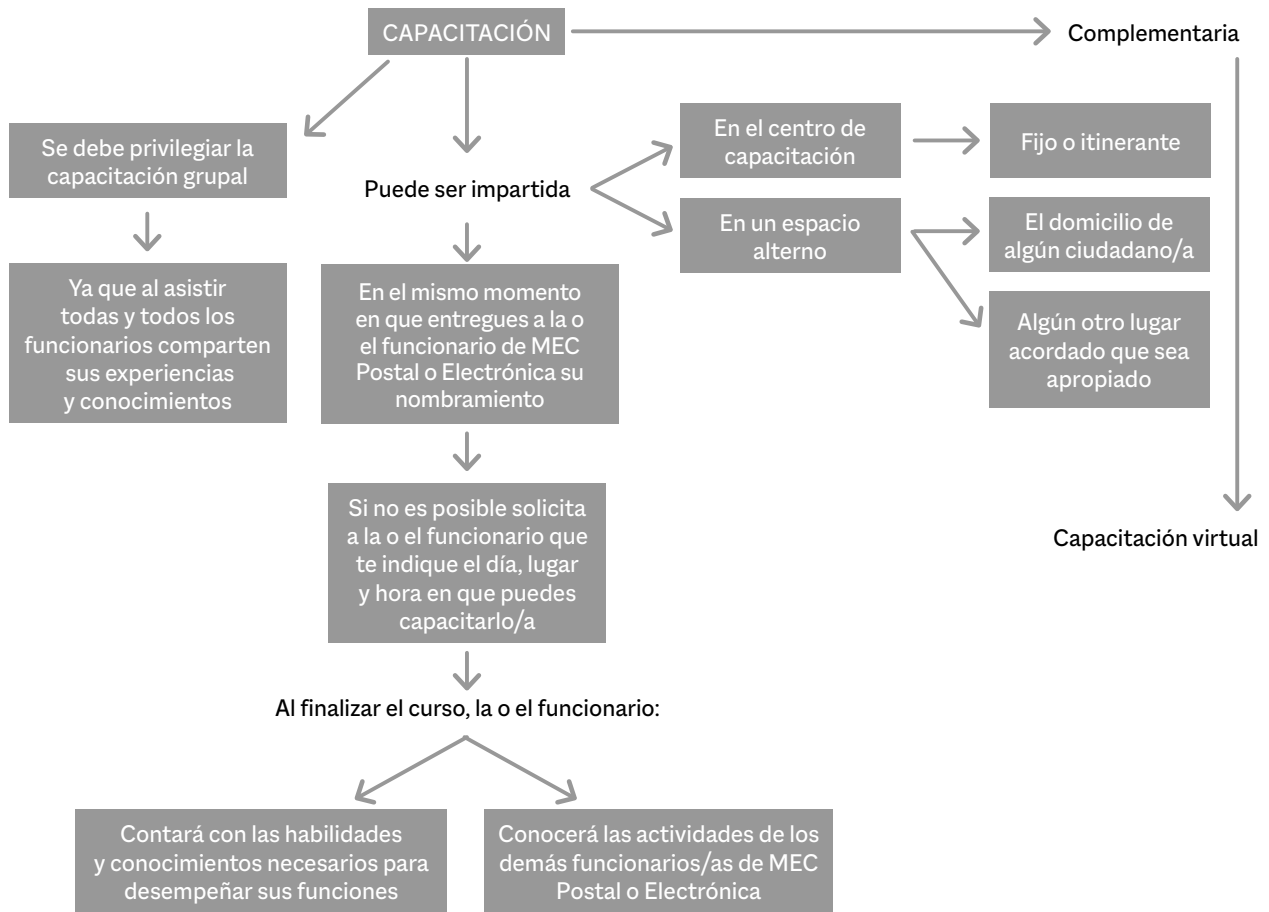 CAPACITACIÓN
Complementaria
Se debe privilegiar la
capacitación grupal
Ya que al asistir
todas y todos los
funcionarios comparten
sus experiencias
y conocimientos
Puede ser impartida
En el centro de
capacitación
Fijo o itinerante
En un espacio
alterno
El domicilio de
algún ciudadano/a
Algún otro lugar
acordado que sea
apropiado
En el mismo momento
en que entregues a la o
el funcionario de MEC
Postal o Electrónica su
nombramiento
Si no es posible solicita
a la o el funcionario que
te indique el día, lugar
y hora en que puedes
capacitarlo/a
Capacitación virtual
Al finalizar el curso, la o el funcionario:
Contará con las habilidades
y conocimientos necesarios para
desempeñar sus funciones
Conocerá las actividades de los
demás funcionarios/as de MEC
Postal o Electrónica